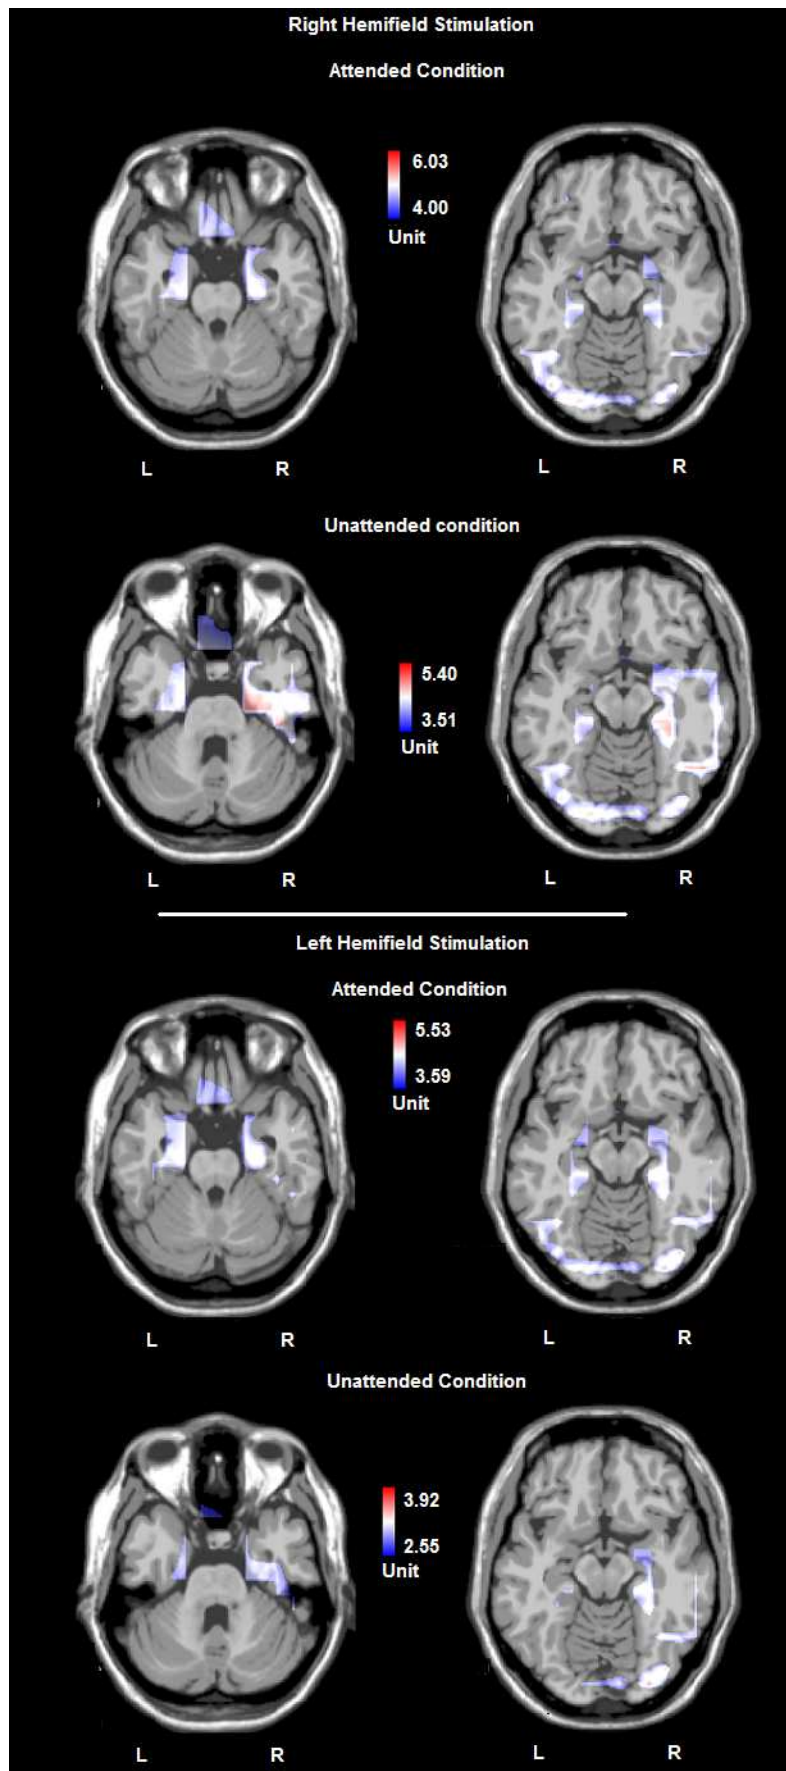 Right Hemifield Stimulation
Attended Condition
6.03
4.00
Unit
L R L R
Unattended condition
5.40
3.51
Unit
L R L R
Left Hemifield Stimulation
Attended Condition
5.53
3.59
Unit
L R L R
Unattended Condition
3.92
2.55
Unit
L R L R